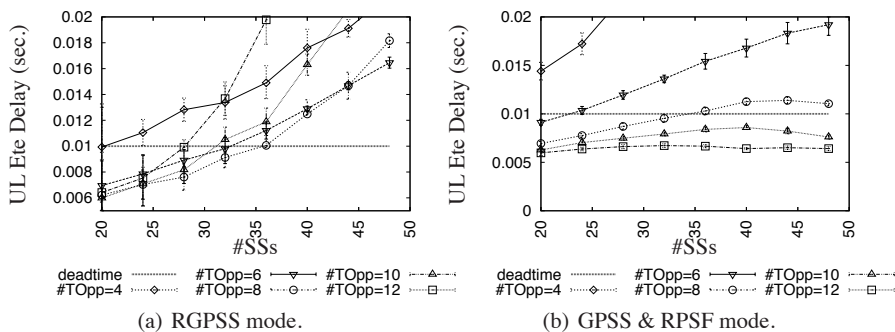 0.02
0.018
0.016
0.014
0.012
0.01
0.008
0.006
UL Ete Delay (sec.)
20
25
30
35
40
45
50
#SSs
deadtime
#TOpp=4
#TOpp=6
#TOpp=8
#TOpp=10
#TOpp=12
(a) RGPSS mode.
0.02
0.015
0.01
0.005
0
UL Ete Delay (sec.)
20
25
30
35
40
45
50
#SSs
deadtime
#TOpp=4
#TOpp=6
#TOpp=8
#TOpp=10
#TOpp=12
(b) GPSS & RPSF mode.